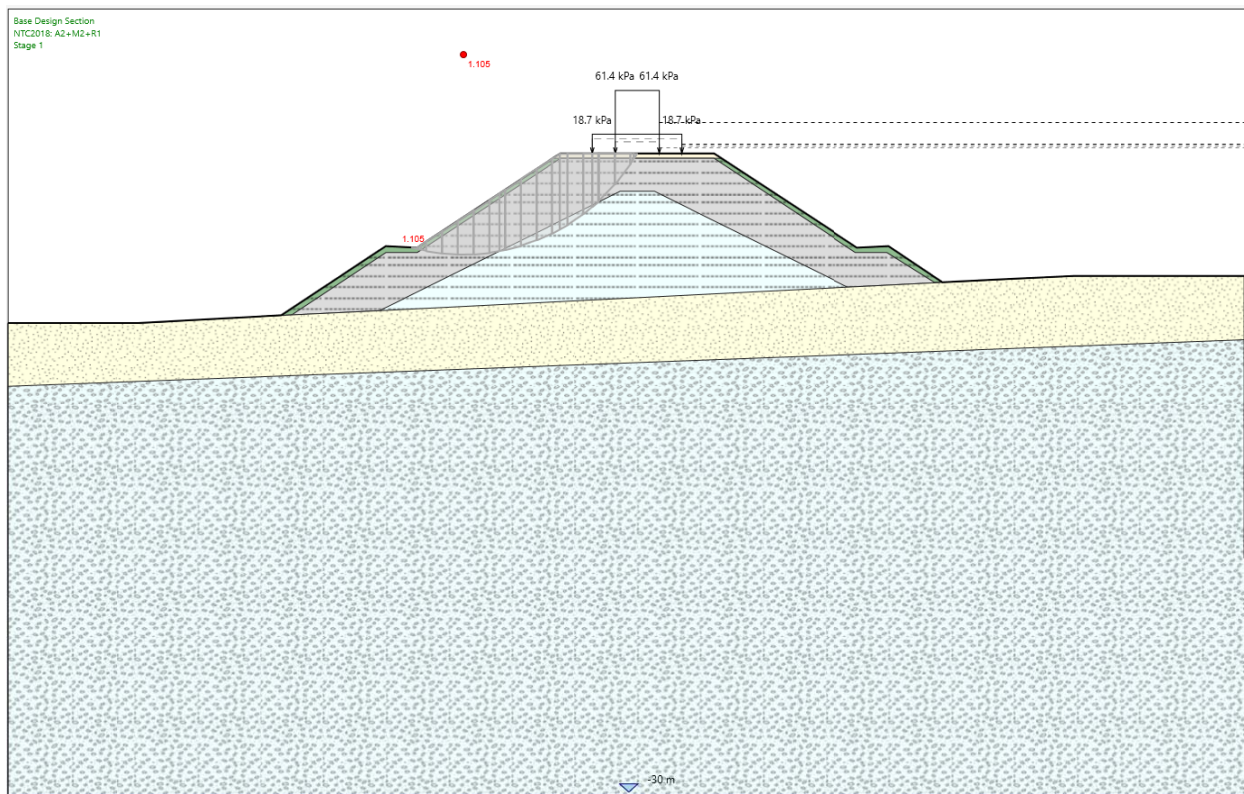 Base Design Section
NTC2018: A2+M2+R1
Stage 1
1.105
61.4 kPa 61.4 kPa
18.7 kPa 18.7 kPa
1.105
-30 m